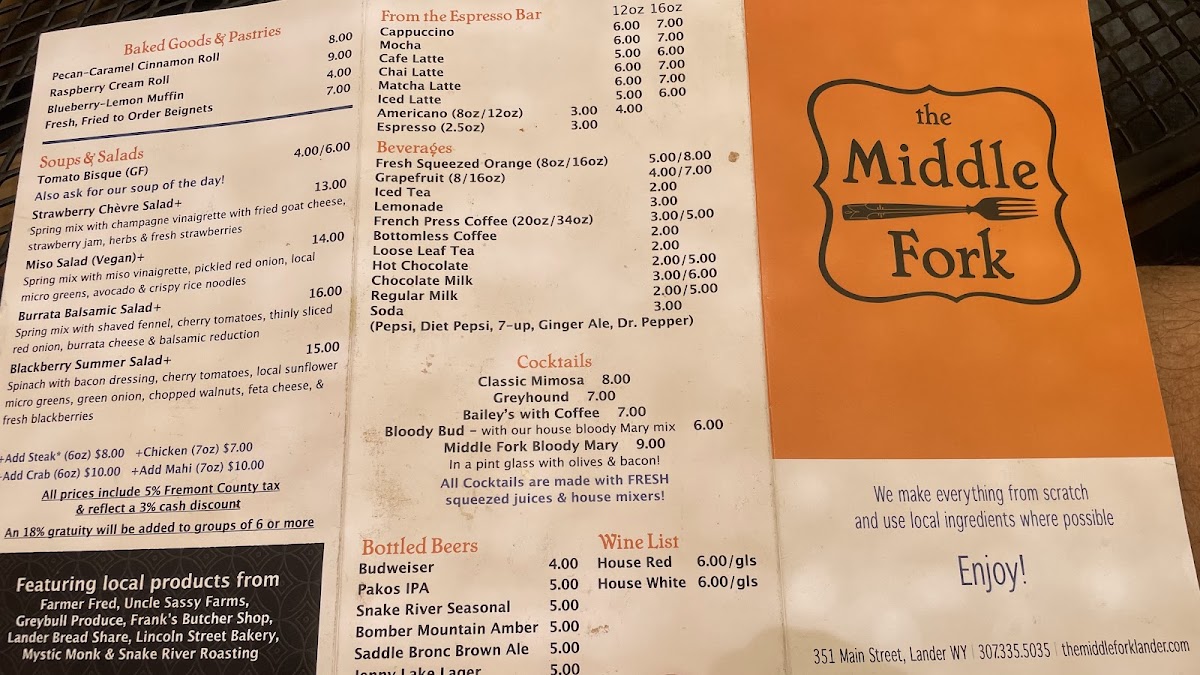 Baked Goods & Pastries
Pecan-Caramel Cinnamon Roll 8.00
Raspberry Cream Roll 9.00
Blueberry-Lemon Muffin 4.00
Fresh, Fried to Order Beignets 7.00
Soups & Salads
Tomato Bisque (GF) 4.00/6.00
Also ask for our soup of the day!
Strawberry Chèvre Salad+ 13.00
Spring mix with champagne vinaigrette with fried goat cheese,
strawberry jam, herbs & fresh strawberries
Miso Salad (Vegan)+ 14.00
Spring mix with miso vinaigrette, pickled red onion, local
micro greens, avocado & crispy rice noodles
Burrata Balsamic Salad+ 16.00
Spring mix with shaved fennel, cherry tomatoes, thinly sliced
red onion, burrata cheese & balsamic reduction
Blackberry Summer Salad+ 15.00
Spinach with bacon dressing, cherry tomatoes, local sunflower
micro greens, green onion, chopped walnuts, feta cheese, &
fresh blackberries
+Add Steak* (6oz) $8.00 +Chicken (7oz) $7.00
+Add Crab (6oz) $10.00 +Add Mahi (7oz) $10.00
All prices include 5% Fremont County tax
& reflect a 3% cash discount
An 18% gratuity will be added to groups of 6 or more
Featuring local products from
Farmer Fred, Uncle Sassy Farms,
Greybull Produce, Frank's Butcher Shop,
Lander Bread Share, Lincoln Street Bakery,
Mystic Monk & Snake River Roasting
From the Espresso Bar 12oz 16oz
Cappuccino 6.00 7.00
Mocha 6.00 7.00
Cafe Latte 5.00 6.00
Chai Latte 6.00 7.00
Matcha Latte 6.00 7.00
Iced Latte 5.00 6.00
Americano (8oz/12oz) 3.00 4.00
Espresso (2.5oz) 3.00
Beverages
Fresh Squeezed Orange (8oz/16oz) 5.00/8.00
Grapefruit (8/16oz) 4.00/7.00
Iced Tea 2.00
Lemonade 3.00
French Press Coffee (20oz/34oz) 3.00/5.00
Bottomless Coffee 2.00
Loose Leaf Tea 2.00
Hot Chocolate 2.00/5.00
Chocolate Milk 3.00/6.00
Regular Milk 2.00/5.00
Soda 3.00
(Pepsi, Diet Pepsi, 7-up, Ginger Ale, Dr. Pepper)
Cocktails
Classic Mimosa 8.00
Greyhound 7.00
Bailey's with Coffee 7.00
Bloody Bud - with our house bloody Mary mix 6.00
Middle Fork Bloody Mary 9.00
In a pint glass with olives & bacon!
All Cocktails are made with FRESH
squeezed juices & house mixers!
Bottled Beers
Budweiser 4.00
Pakos IPA 5.00
Snake River Seasonal 5.00
Bomber Mountain Amber 5.00
Saddle Bronc Brown Ale 5.00
Jenny Lake Lager 5.00
Wine List
House Red 6.00/gls
House White 6.00/gls
the
Middle
Fork
We make everything from scratch
and use local ingredients where possible
Enjoy!
351 Main Street, Lander WY | 307.335.5035 | themiddleforklander.com